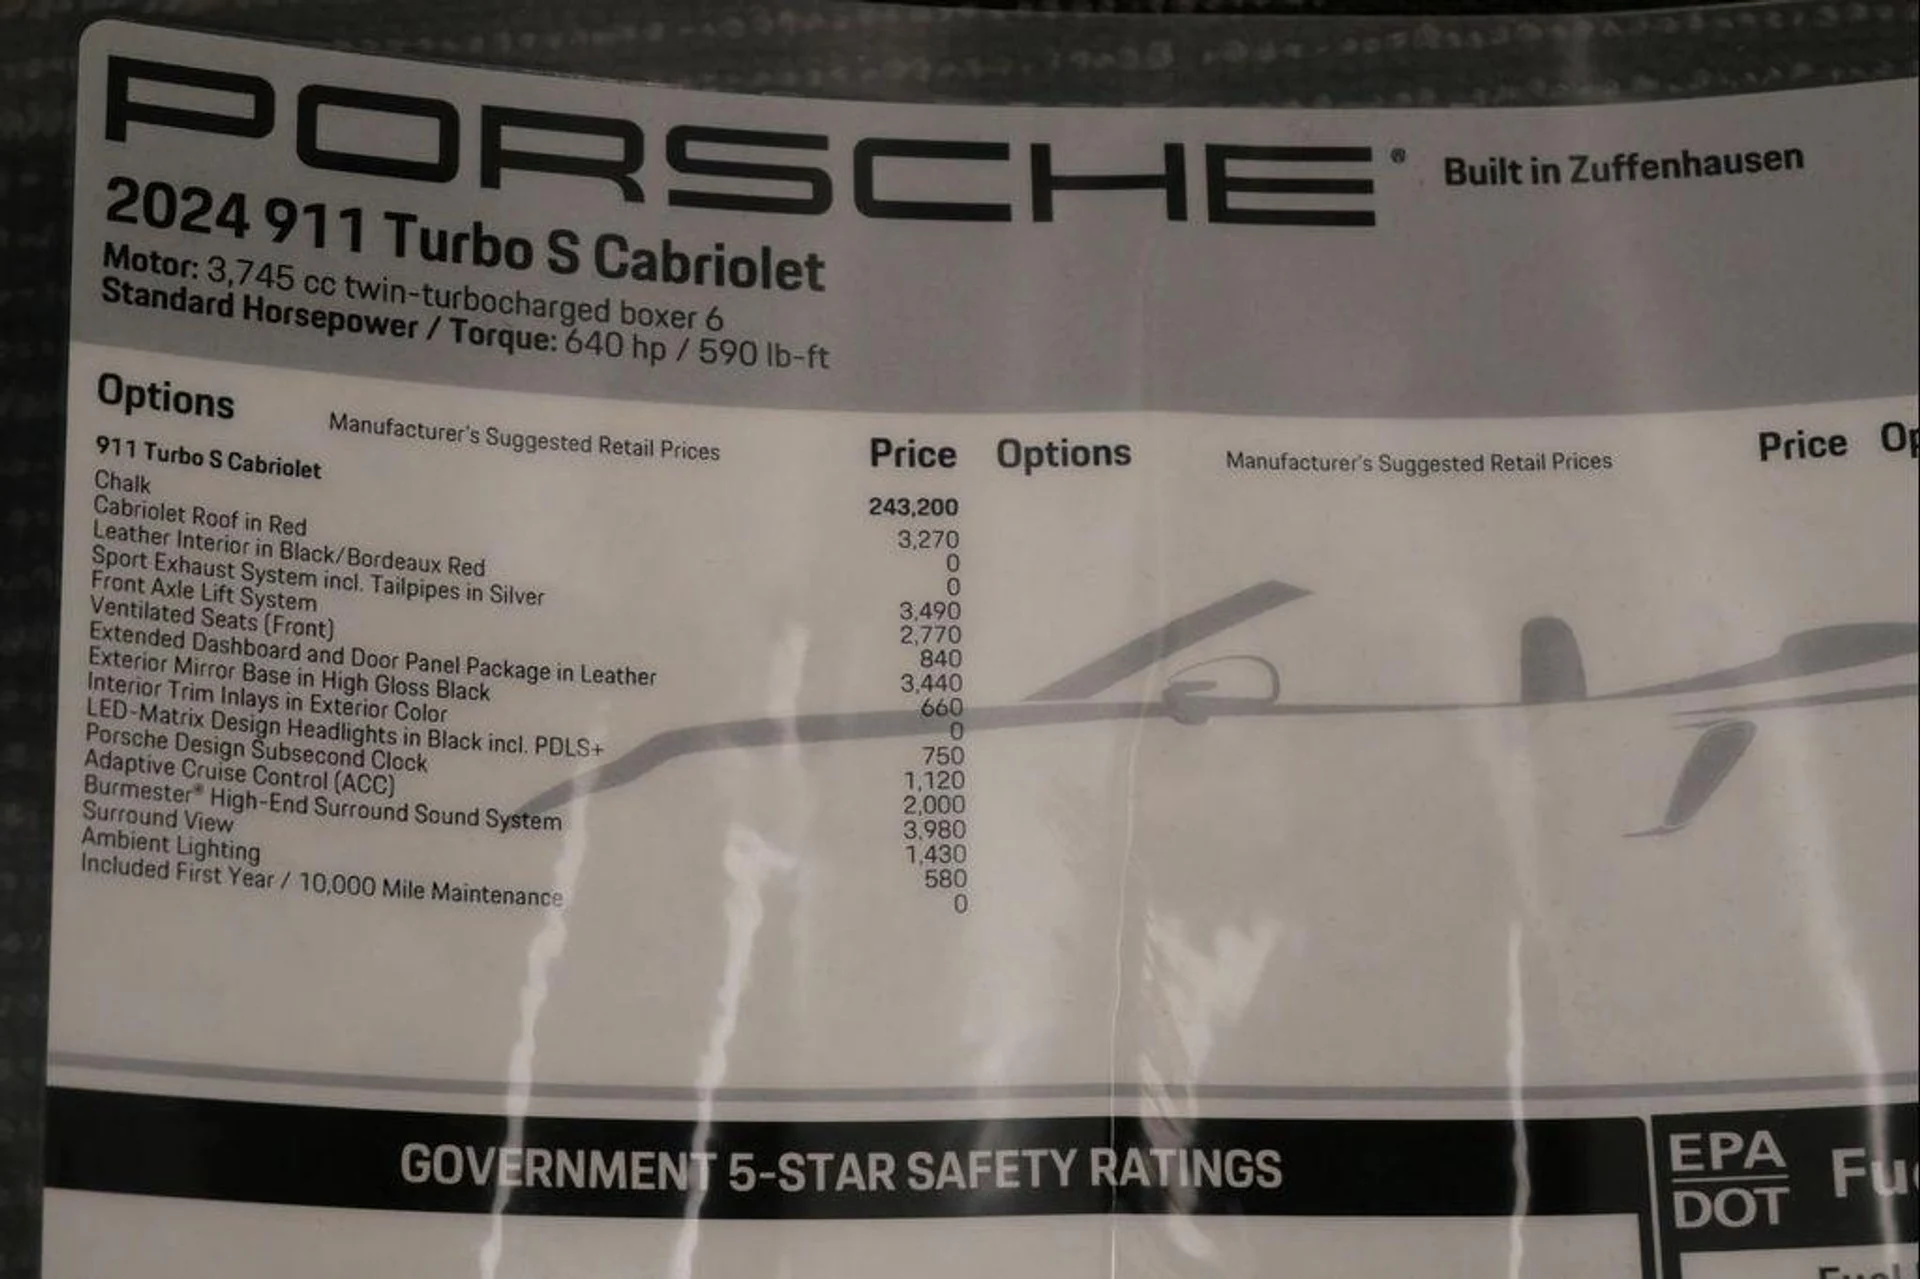 PORSCHE® Built in Zuffenhausen
2024 911 Turbo S Cabriolet
Motor: 3,745 cc twin-turbocharged boxer 6
Standard Horsepower / Torque: 640 hp / 590 lb-ft
Options Manufacturer's Suggested Retail Prices Price Options Manufacturer's Suggested Retail Prices Price Op
911 Turbo S Cabriolet 243,200
Chalk 3,270
Cabriolet Roof in Red 0
Leather Interior in Black/Bordeaux Red 0
Sport Exhaust System incl. Tailpipes in Silver 3,490
Front Axle Lift System 2,770
Ventilated Seats (Front) 840
Extended Dashboard and Door Panel Package in Leather 3,440
Exterior Mirror Base in High Gloss Black 660
Interior Trim Inlays in Exterior Color 0
LED-Matrix Design Headlights in Black incl. PDLS+ 750
Porsche Design Subsecond Clock 1,120
Adaptive Cruise Control (ACC) 2,000
Burmester® High-End Surround Sound System 3,980
Surround View 1,430
Ambient Lighting 580
Included First Year / 10,000 Mile Maintenance 0
GOVERNMENT 5-STAR SAFETY RATINGS
EPA
DOT
Fu